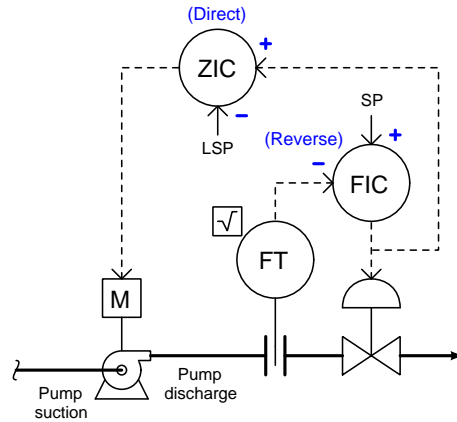 (Direct)
+
ZIC
–
LSP
SP
(Reverse)
+
–
FIC
√
FT
M
Pump
discharge
Pump
suction